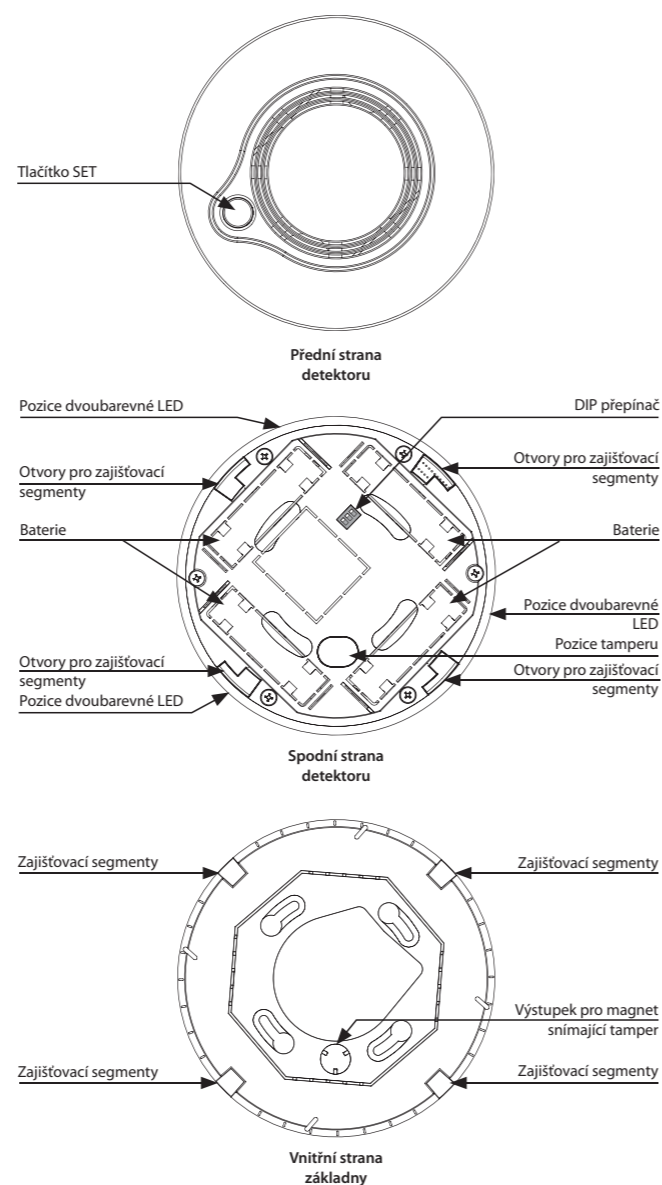 Tlačítko SET
Přední strana
detektoru
Pozice dvoubarevné LED
DIP přepínač
Otvory pro zajišťovací
segmenty
Otvory pro zajišťovací
segmenty
Baterie
Baterie
Pozice dvoubarevné
LED
Pozice tamperu
Otvory pro zajišťovací
segmenty
Otvory pro zajišťovací
segmenty
Pozice dvoubarevné LED
Spodní strana
detektoru
Zajišťovací segmenty
Zajišťovací segmenty
Výstupek pro magnet
snímající tamper
Zajišťovací segmenty
Zajišťovací segmenty
Vnitřní strana
základny